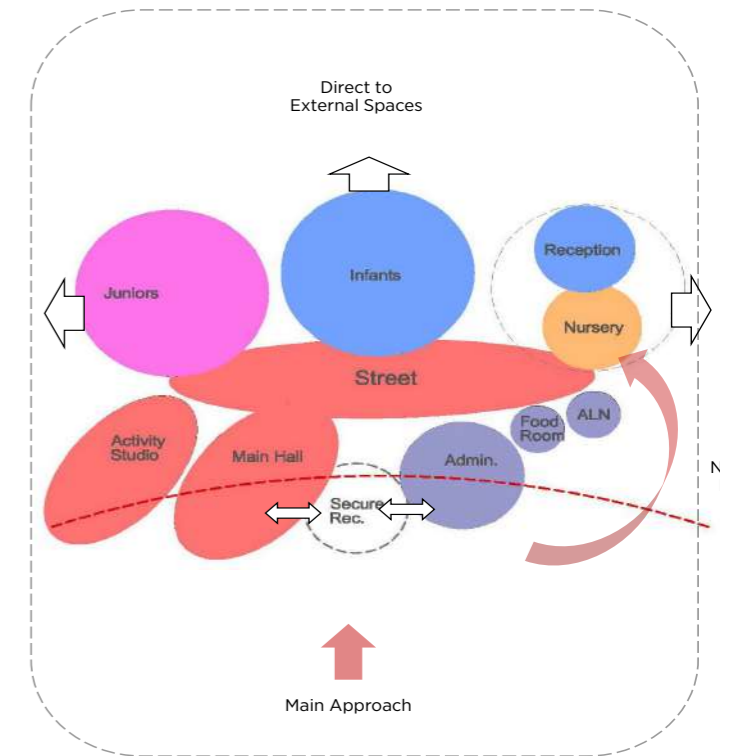 Direct to
External Spaces
Reception
Infants
Juniors
Nursery
Street
Activity
Studio
Main Hall
Food
Room
ALN
Admin.
Secure
Rec.
N
Main Approach